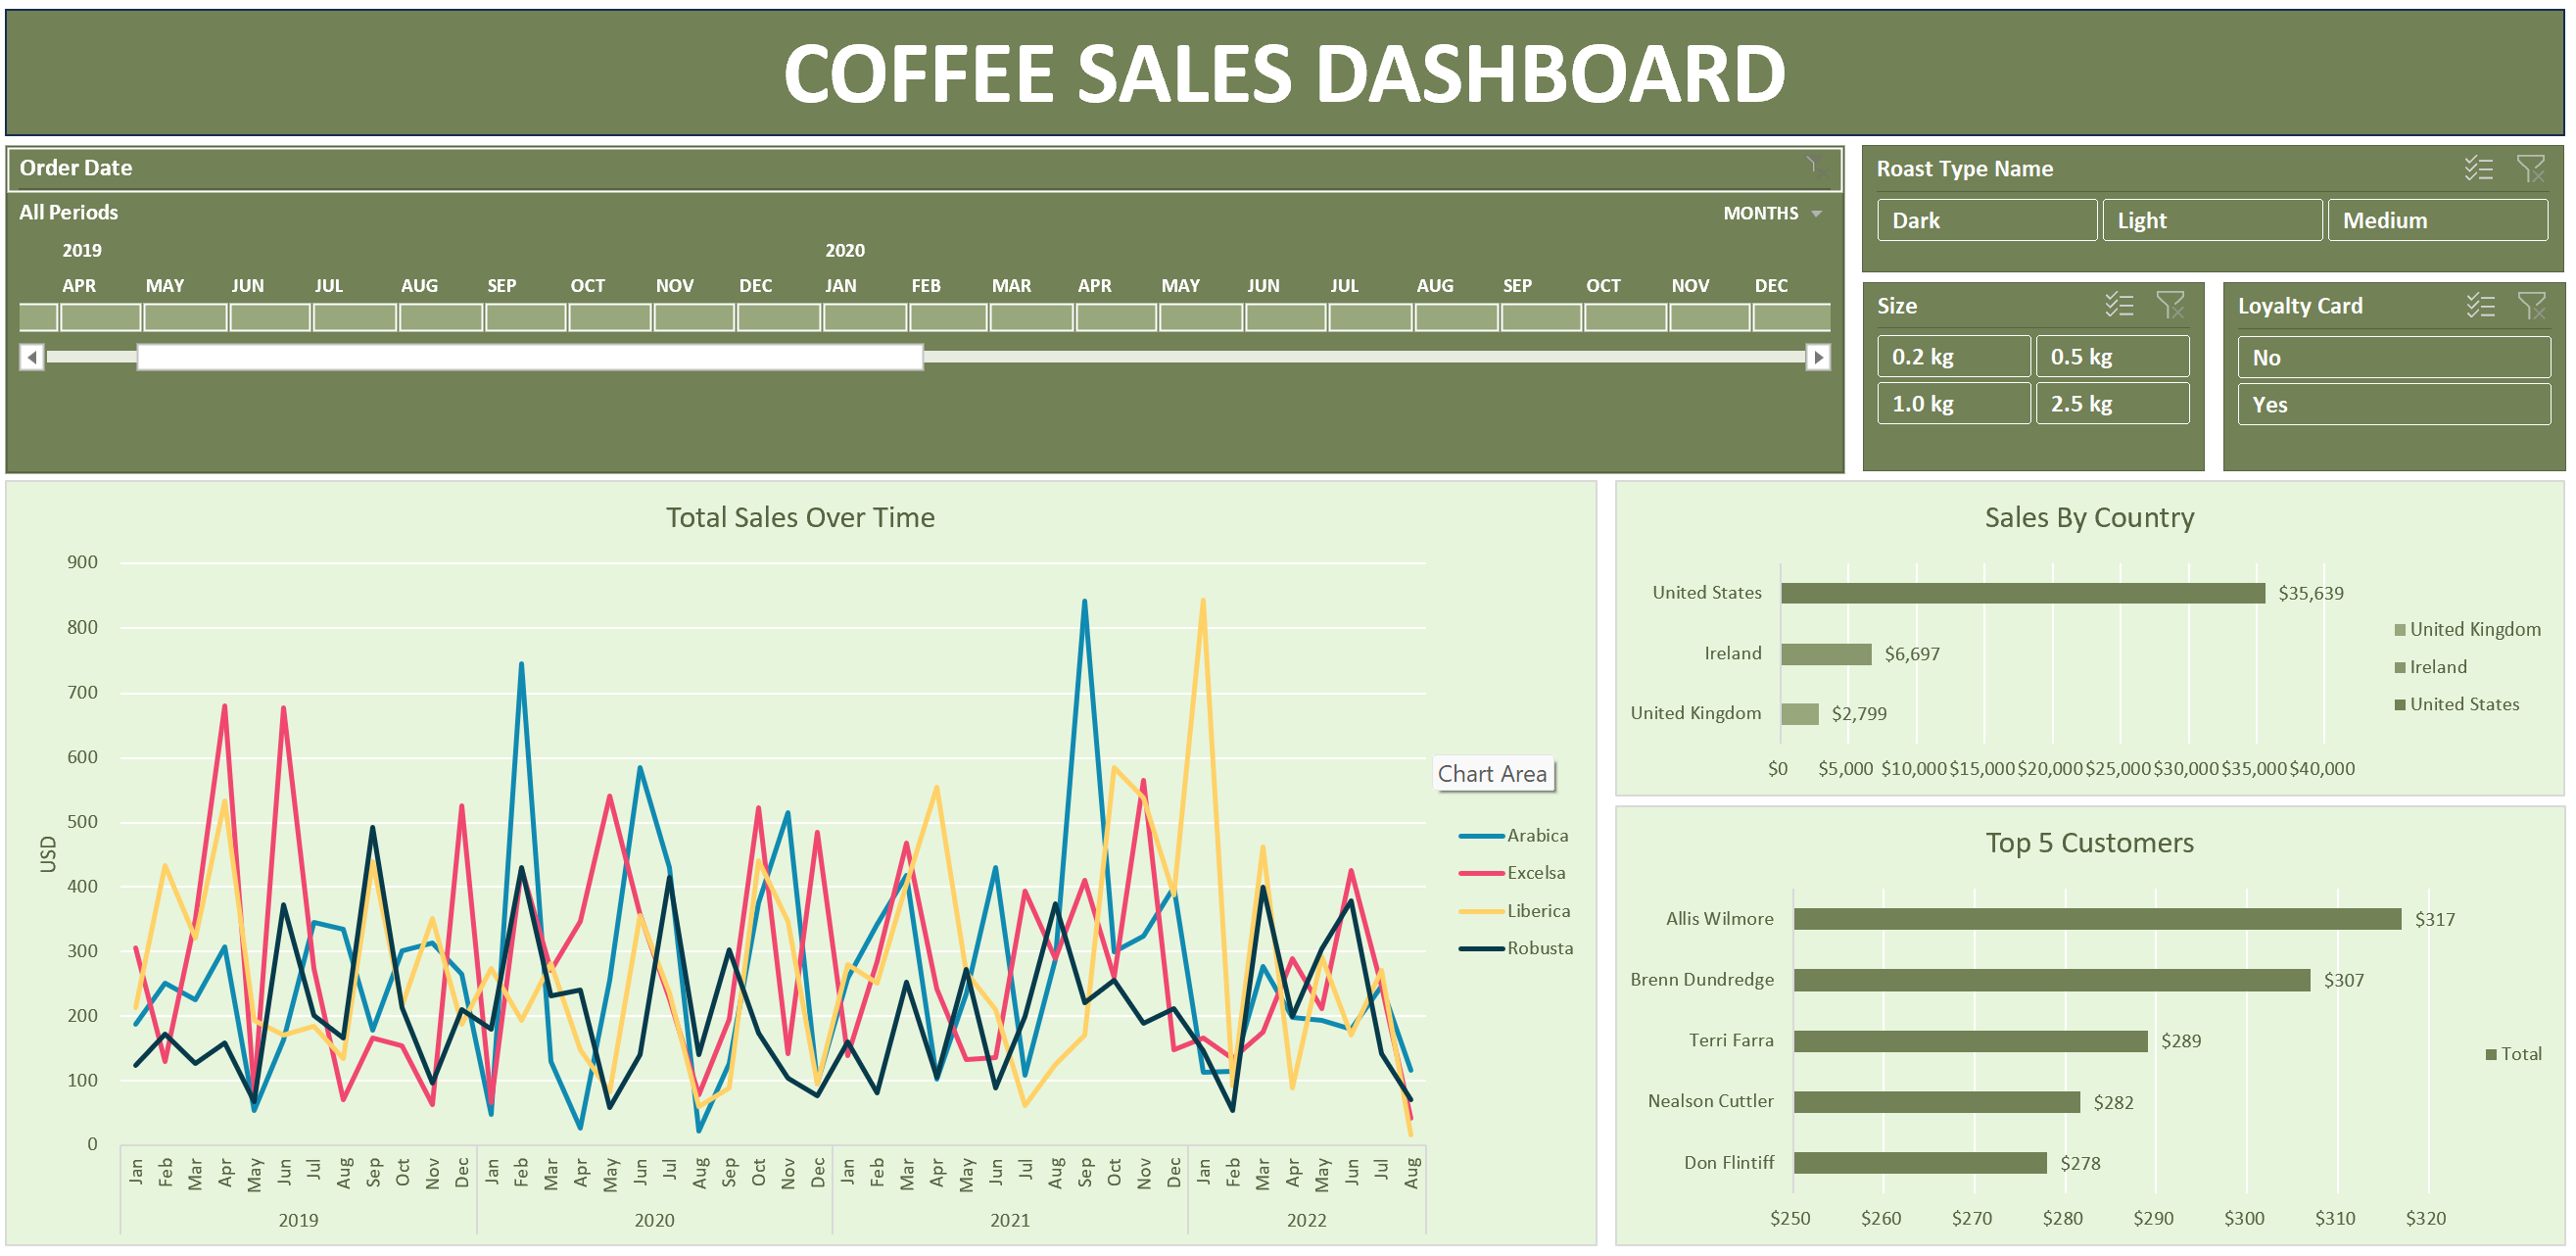 COFFEE SALES DASHBOARD
Order Date
All Periods MONTHS
2019 2020
APR MAY JUN JUL AUG SEP OCT NOV DEC JAN FEB MAR APR MAY JUN JUL AUG SEP OCT NOV DEC
Roast Type Name
Dark Light Medium
Size
0.2 kg 0.5 kg
1.0 kg 2.5 kg
Loyalty Card
No
Yes
Total Sales Over Time
900
800
700
600
500
400
300
200
100
0
USD
Jan Feb Mar Apr May Jun Jul Aug Sep Oct Nov Dec Jan Feb Mar Apr May Jun Jul Aug Sep Oct Nov Dec Jan Feb Mar Apr May Jun Jul Aug Sep Oct Nov Dec Jan Feb Mar Apr May Jun Jul Aug
2019 2020 2021 2022
Chart Area
Arabica
Excelsa
Liberica
Robusta
Sales By Country
United States $35,639
Ireland $6,697
United Kingdom $2,799
$0 $5,000 $10,000 $15,000 $20,000 $25,000 $30,000 $35,000 $40,000
United Kingdom
Ireland
United States
Top 5 Customers
Allis Wilmore $317
Brenn Dundredge $307
Terri Farra $289
Nealson Cuttler $282
Don Flintiff $278
$250 $260 $270 $280 $290 $300 $310 $320
Total